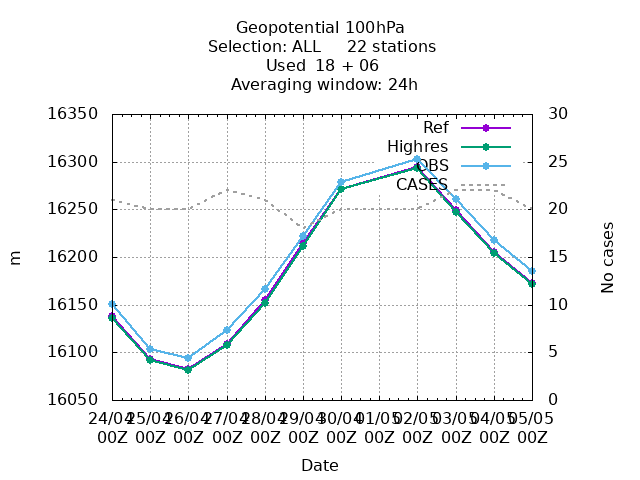 Geopotential 100hPa
Selection: ALL     22 stations
Used  18 + 06
Averaging window: 24h
16350
16300
16250
16200
16150
16100
16050
m
30
25
20
15
10
5
0
No cases
Ref
Highres
OBS
CASES
24/04 25/04 26/04 27/04 28/04 29/04 30/04 01/05 02/05 03/05 04/05 05/05
00Z 00Z 00Z 00Z 00Z 00Z 00Z 00Z 00Z 00Z 00Z 00Z
Date